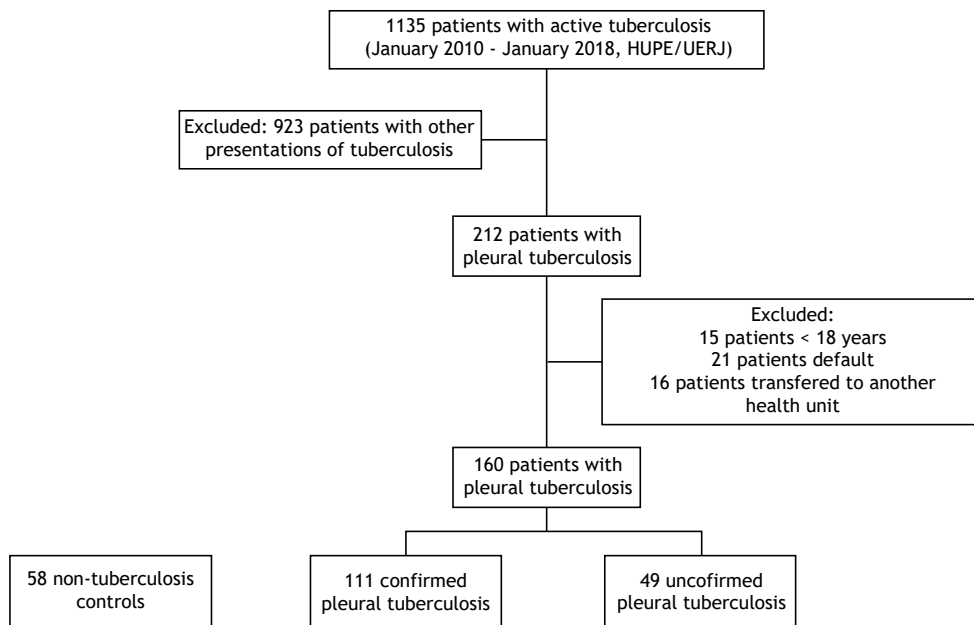 1135 patients with active tuberculosis
(January 2010 - January 2018, HUPE/UERJ)
Excluded: 923 patients with other
presentations of tuberculosis
212 patients with
pleural tuberculosis
Excluded:
15 patients < 18 years
21 patients default
16 patients transfered to another
health unit
160 patients with
pleural tuberculosis
58 non-tuberculosis
controls
111 confirmed
pleural tuberculosis
49 uncofirmed
pleural tuberculosis